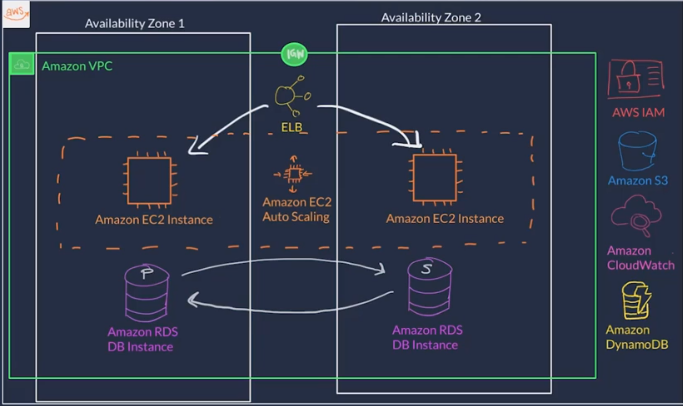 aws
Availability Zone 1
Availability Zone 2
Amazon VPC
IGW
ELB
AWS IAM
Amazon S3
Amazon EC2 Instance
Amazon EC2
Auto Scaling
Amazon EC2 Instance
Amazon
CloudWatch
P
S
Amazon RDS
DB Instance
Amazon RDS
DB Instance
Amazon
DynamoDB